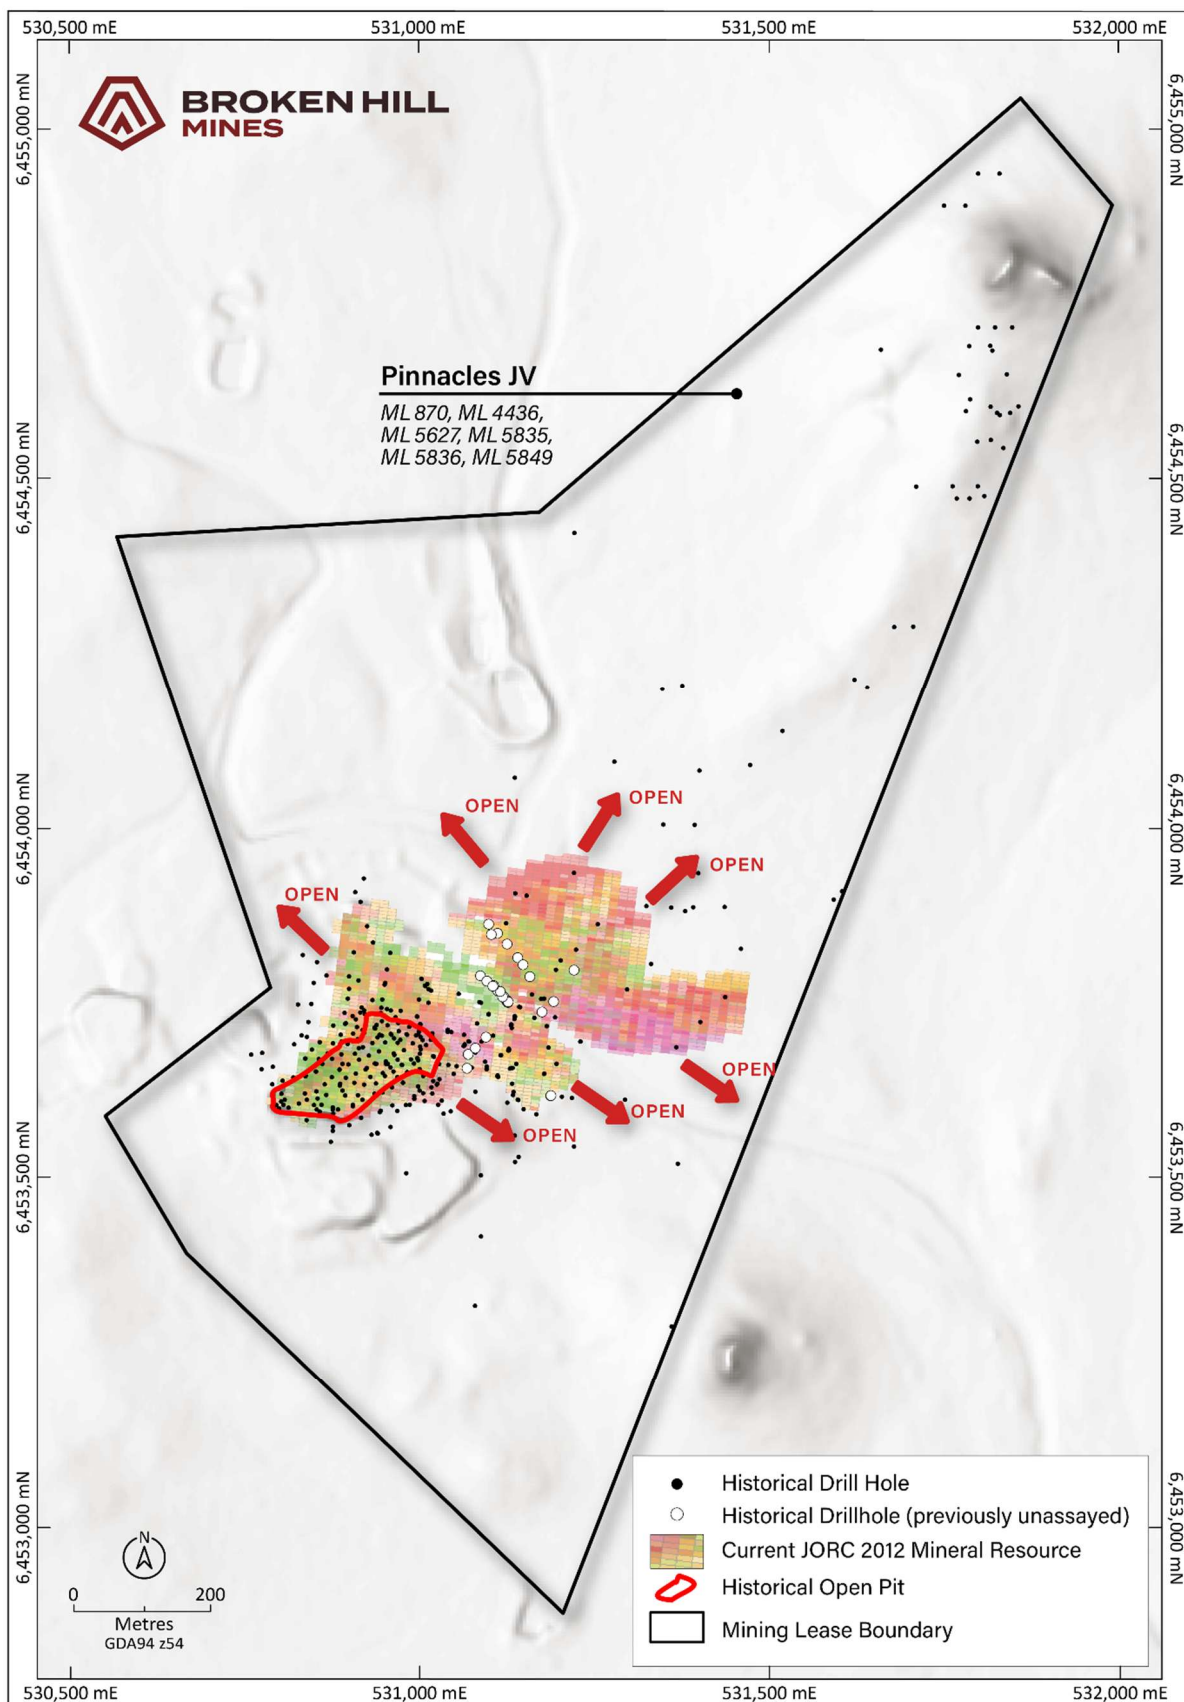 530,500 mE
531,000 mE
531,500 mE
532,000 mE
BROKEN HILL
MINES
6,455,000 mN
6,455,000 mN
Pinnacles JV
ML 870, ML 4436,
ML 5627, ML 5835,
ML 5836, ML 5849
6,454,500 mN
6,454,500 mN
OPEN
OPEN
6,454,000 mN
6,454,000 mN
OPEN
OPEN
OPEN
OPEN
OPEN
6,453,500 mN
6,453,500 mN
Historical Drill Hole
Historical Drillhole (previously unassayed)
Current JORC 2012 Mineral Resource
Historical Open Pit
Mining Lease Boundary
6,453,000 mN
6,453,000 mN
N
0
200
Metres
GDA94 z54
530,500 mE
531,000 mE
531,500 mE
532,000 mE